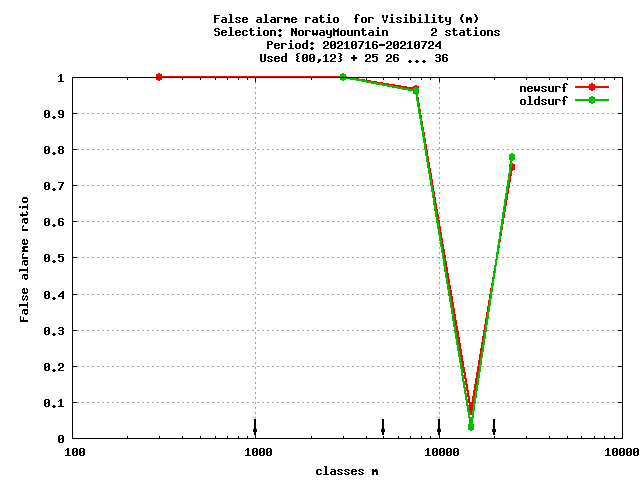 False alarme ratio  for Visibility (m)
Selection: NorwayMountain      2 stations
Period: 20210716-20210724
Used {00,12} + 25 26 ... 36
newsurf
oldsurf
1
0.9
0.8
0.7
0.6
0.5
0.4
0.3
0.2
0.1
0
False alarme ratio
100
1000
10000
10000
classes m